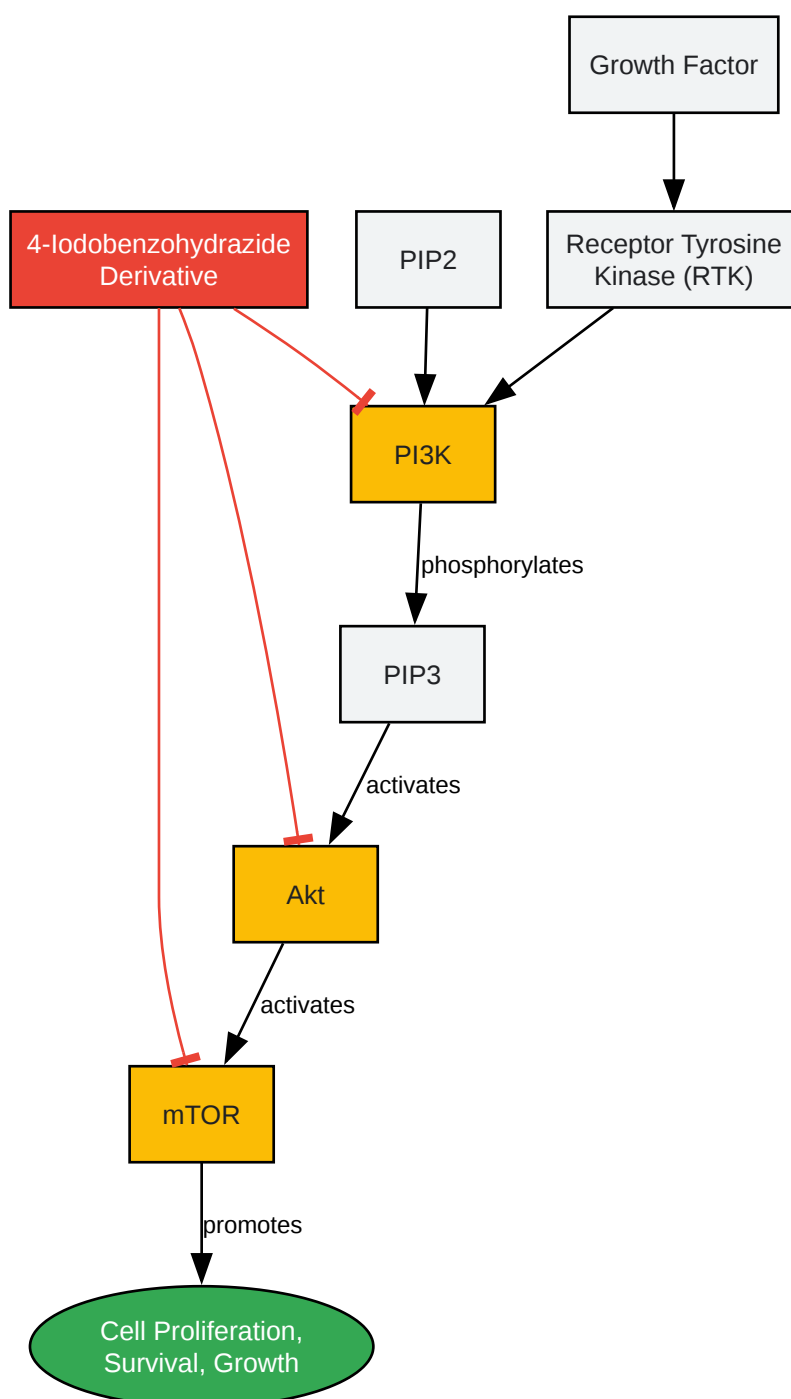 Growth Factor
4-Iodobenzohydrazide
Derivative
PIP2
Receptor Tyrosine
Kinase (RTK)
PI3K
phosphorylates
PIP3
activates
Akt
activates
mTOR
promotes
Cell Proliferation,
Survival, Growth